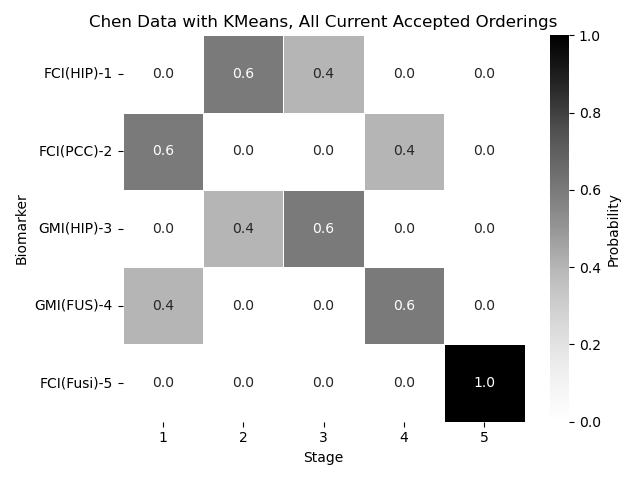 Chen Data with KMeans, All Current Accepted Orderings
FCI(HIP)-1 0.0 0.6 0.4 0.0 0.0
FCI(PCC)-2 0.6 0.0 0.0 0.4 0.0
GMI(HIP)-3 0.0 0.4 0.6 0.0 0.0
GMI(FUS)-4 0.4 0.0 0.0 0.6 0.0
FCI(Fusi)-5 0.0 0.0 0.0 0.0 1.0
1 2 3 4 5
Stage
Biomarker
1.0
0.8
0.6
0.4
0.2
0.0
Probability